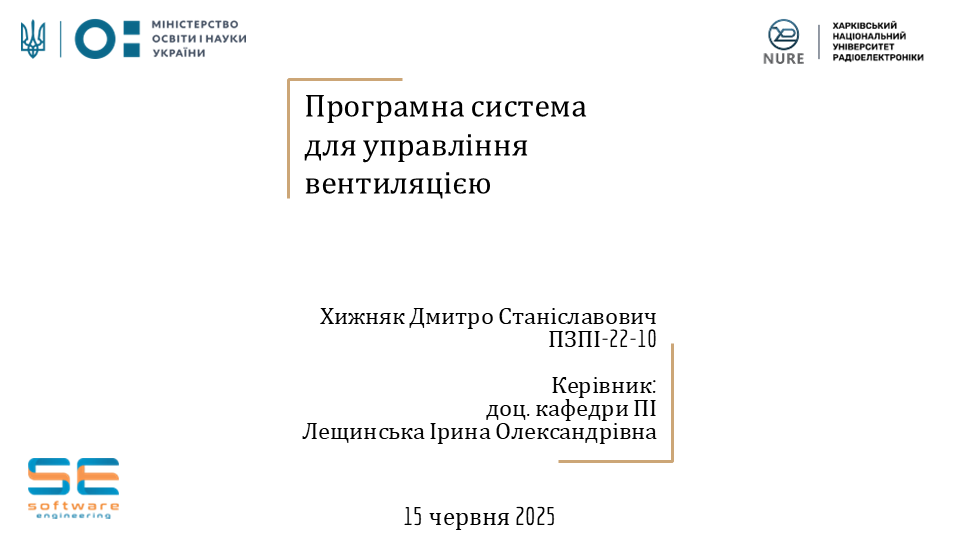 МІНІСТЕРСТВО
ОСВІТИ І НАУКИ
УКРАЇНИ
NURE
ХАРКІВСЬКИЙ
НАЦІОНАЛЬНИЙ
УНІВЕРСИТЕТ
РАДІОЕЛЕКТРОНІКИ
Програмна система
для управління
вентиляцією
Хижняк Дмитро Станіславович
ПЗПІ-22-10
Керівник:
доц. кафедри ПІ
Лещинська Ірина Олександрівна
SE
software
engineering
15 червня 2025